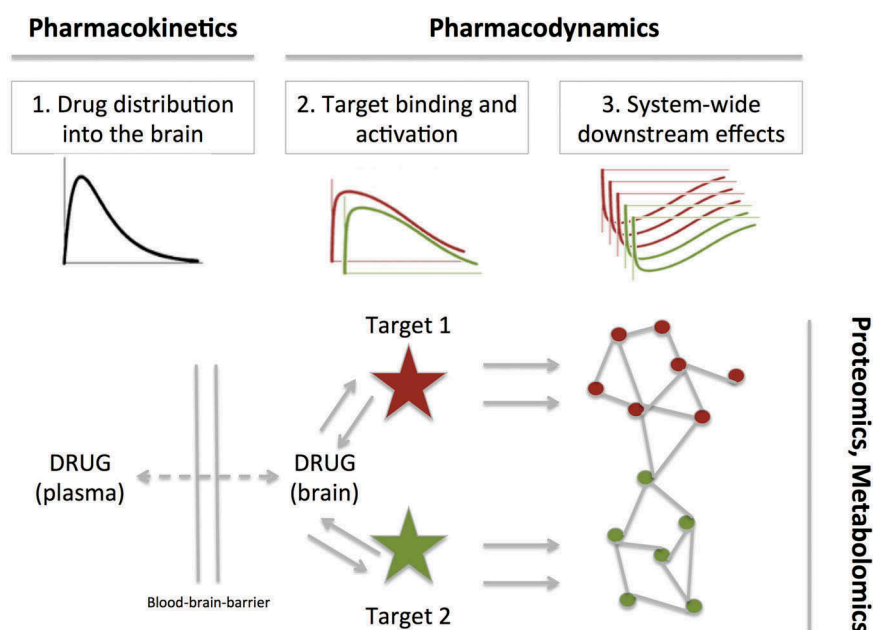 Pharmacokinetics
Pharmacodynamics
1. Drug distribution
into the brain
2. Target binding and
activation
3. System-wide
downstream effects
Target 1
DRUG
(plasma)
DRUG
(brain)
Blood-brain-barrier
Target 2
Proteomics, Metabolomics